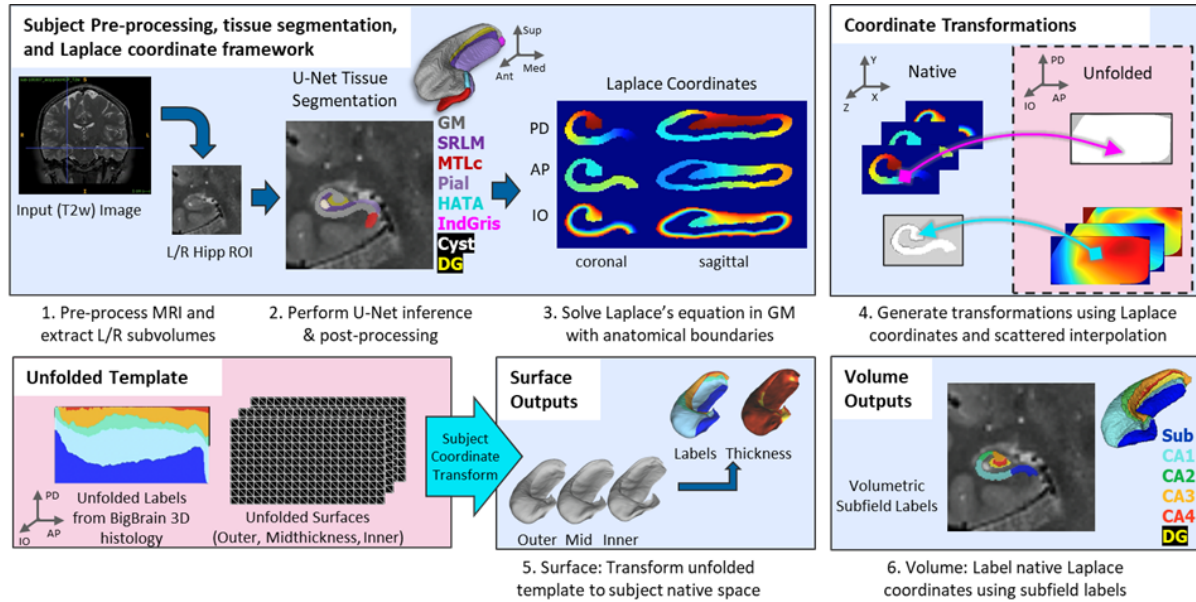 Subject Pre-processing, tissue segmentation,
and Laplace coordinate framework
Input (T2w) Image
L/R Hipp ROI
U-Net Tissue
Segmentation
Sup
Ant
Med
GM
SRLM
MTLc
Pial
HATA
IndGris
Cyst
DG
Laplace Coordinates
PD
AP
IO
coronal
sagittal
1. Pre-process MRI and
extract L/R subvolumes
2. Perform U-Net inference
& post-processing
3. Solve Laplace's equation in GM
with anatomical boundaries
Coordinate Transformations
Y
X
Z
Native
PD
AP
IO
Unfolded
4. Generate transformations using Laplace
coordinates and scattered interpolation
Unfolded Template
PD
AP
IO
Unfolded Labels
from BigBrain 3D
histology
Unfolded Surfaces
(Outer, Midthickness, Inner)
Subject
Coordinate
Transform
Surface
Outputs
Labels
Thickness
Outer
Mid
Inner
5. Surface: Transform unfolded
template to subject native space
Volume
Outputs
Volumetric
Subfield Labels
Sub
CA1
CA2
CA3
CA4
DG
6. Volume: Label native Laplace
coordinates using subfield labels